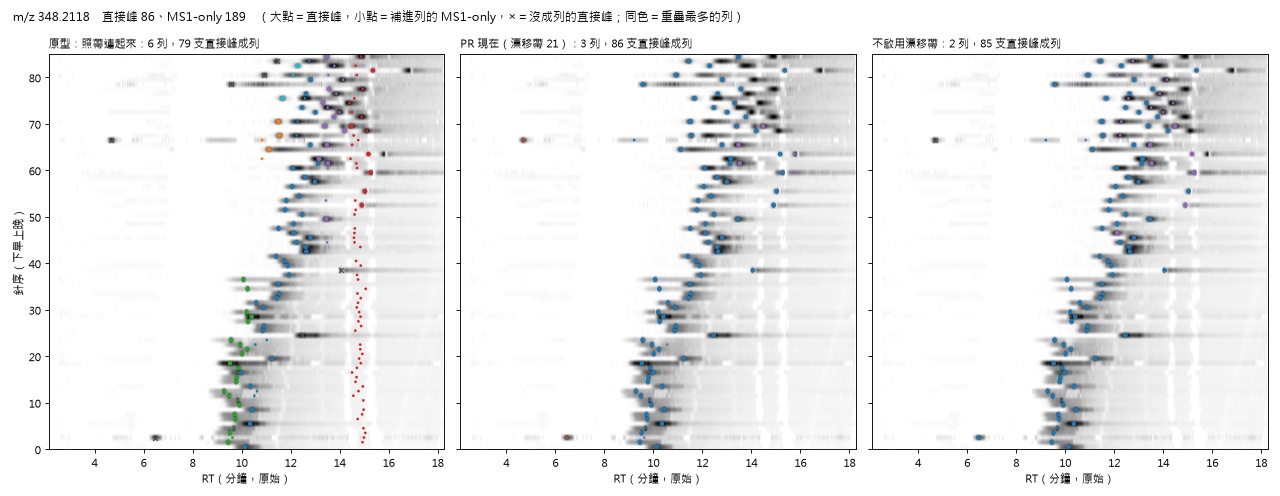 m/z 348.2118 直接峰 86、MS1-only 189 （大點＝直接峰，小點＝補進列的 MS1-only，×＝沒成列的直接峰；同色＝重疊最多的列）
原型：照帶連起來：6 列，79 支直接峰成列
PR 現在（漂移帶 21）：3 列，86 支直接峰成列
不啟用漂移帶：2 列，85 支直接峰成列
針序（下早上晚）
80
70
60
50
40
30
20
10
0
4 6 8 10 12 14 16 18
4 6 8 10 12 14 16 18
4 6 8 10 12 14 16 18
RT（分鐘，原始）
RT（分鐘，原始）
RT（分鐘，原始）